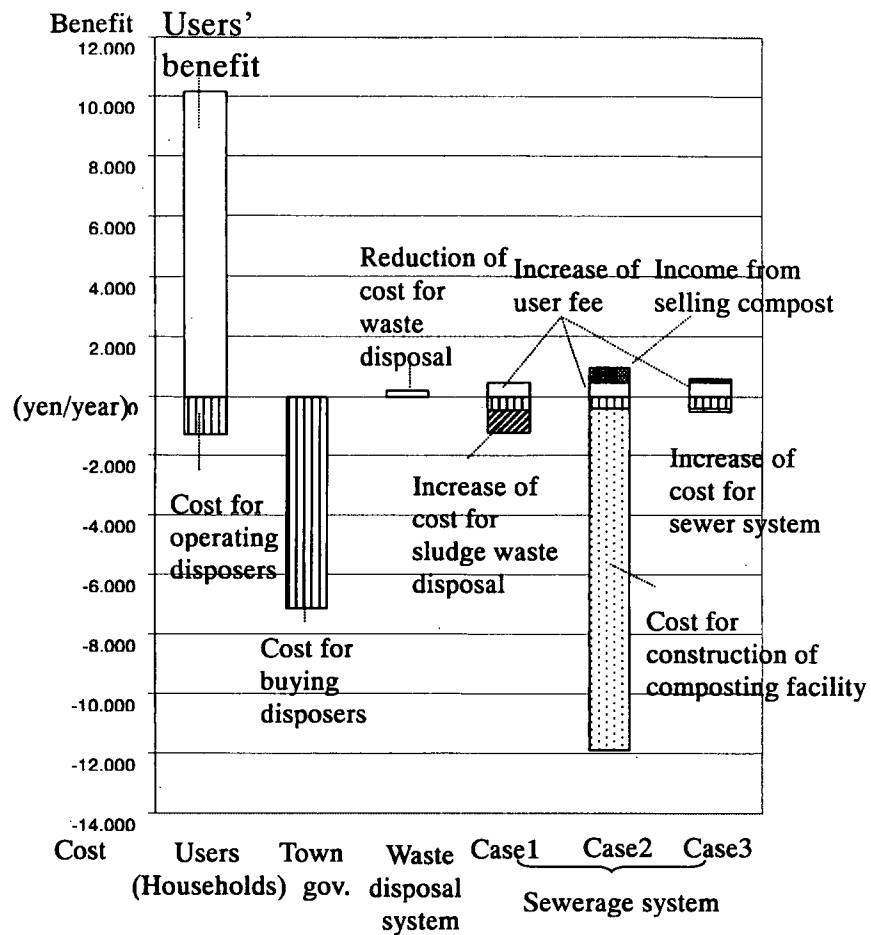 Benefit
Users'
benefit
12.000
10.000
8.000
6.000
4.000
2.000
(yen/year)0
-2.000
-4.000
-6.000
-8.000
-10.000
-12.000
-14.000
Cost
Reduction of
cost for
waste
disposal
Increase of
user fee
Income from
selling compost
Cost for
operating
disposers
Cost for
buying
disposers
Increase of
cost for
sludge waste
disposal
Increase of
cost for
sewer system
Cost for
construction of
composting facility
Users
(Households)
Town
gov.
Waste
disposal
system
Case1
Case2
Case3
Sewerage system